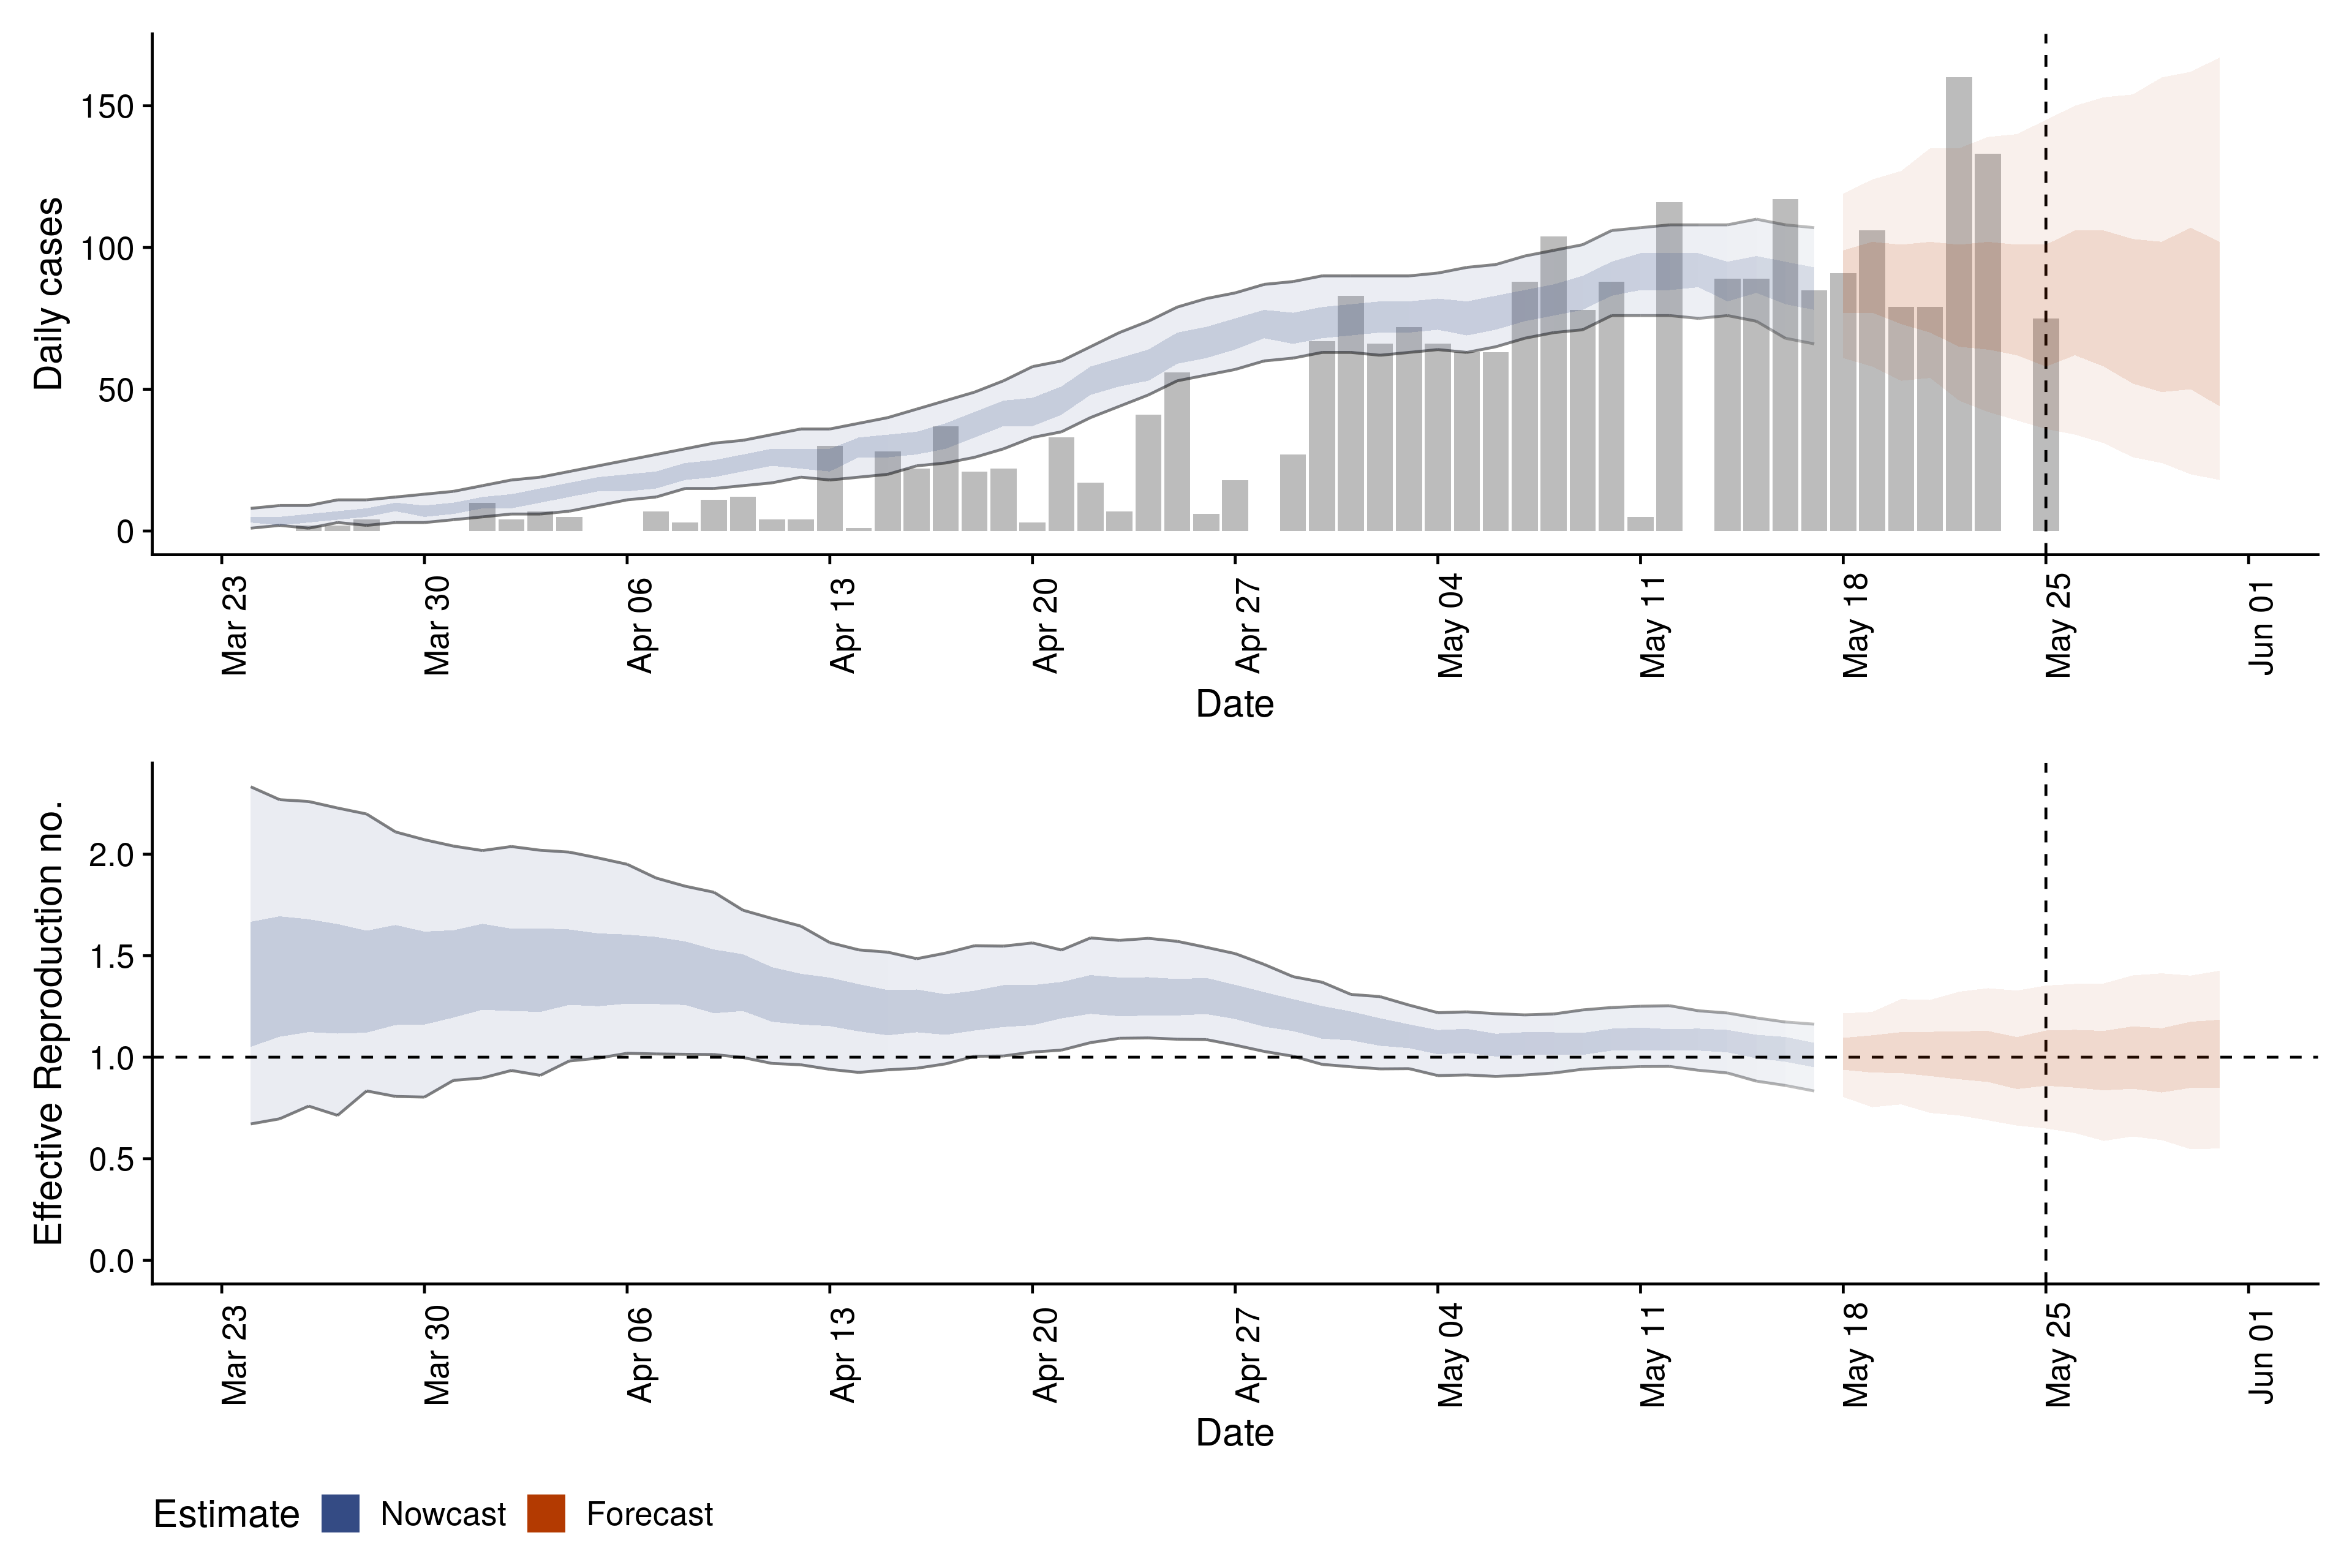 Daily cases
150
100
50
0
Mar 23
Mar 30
Apr 06
Apr 13
Apr 20
Apr 27
May 04
May 11
May 18
May 25
Jun 01
Date
Effective Reproduction no.
2.0
1.5
1.0
0.5
0.0
Mar 23
Mar 30
Apr 06
Apr 13
Apr 20
Apr 27
May 04
May 11
May 18
May 25
Jun 01
Date
Estimate Nowcast Forecast